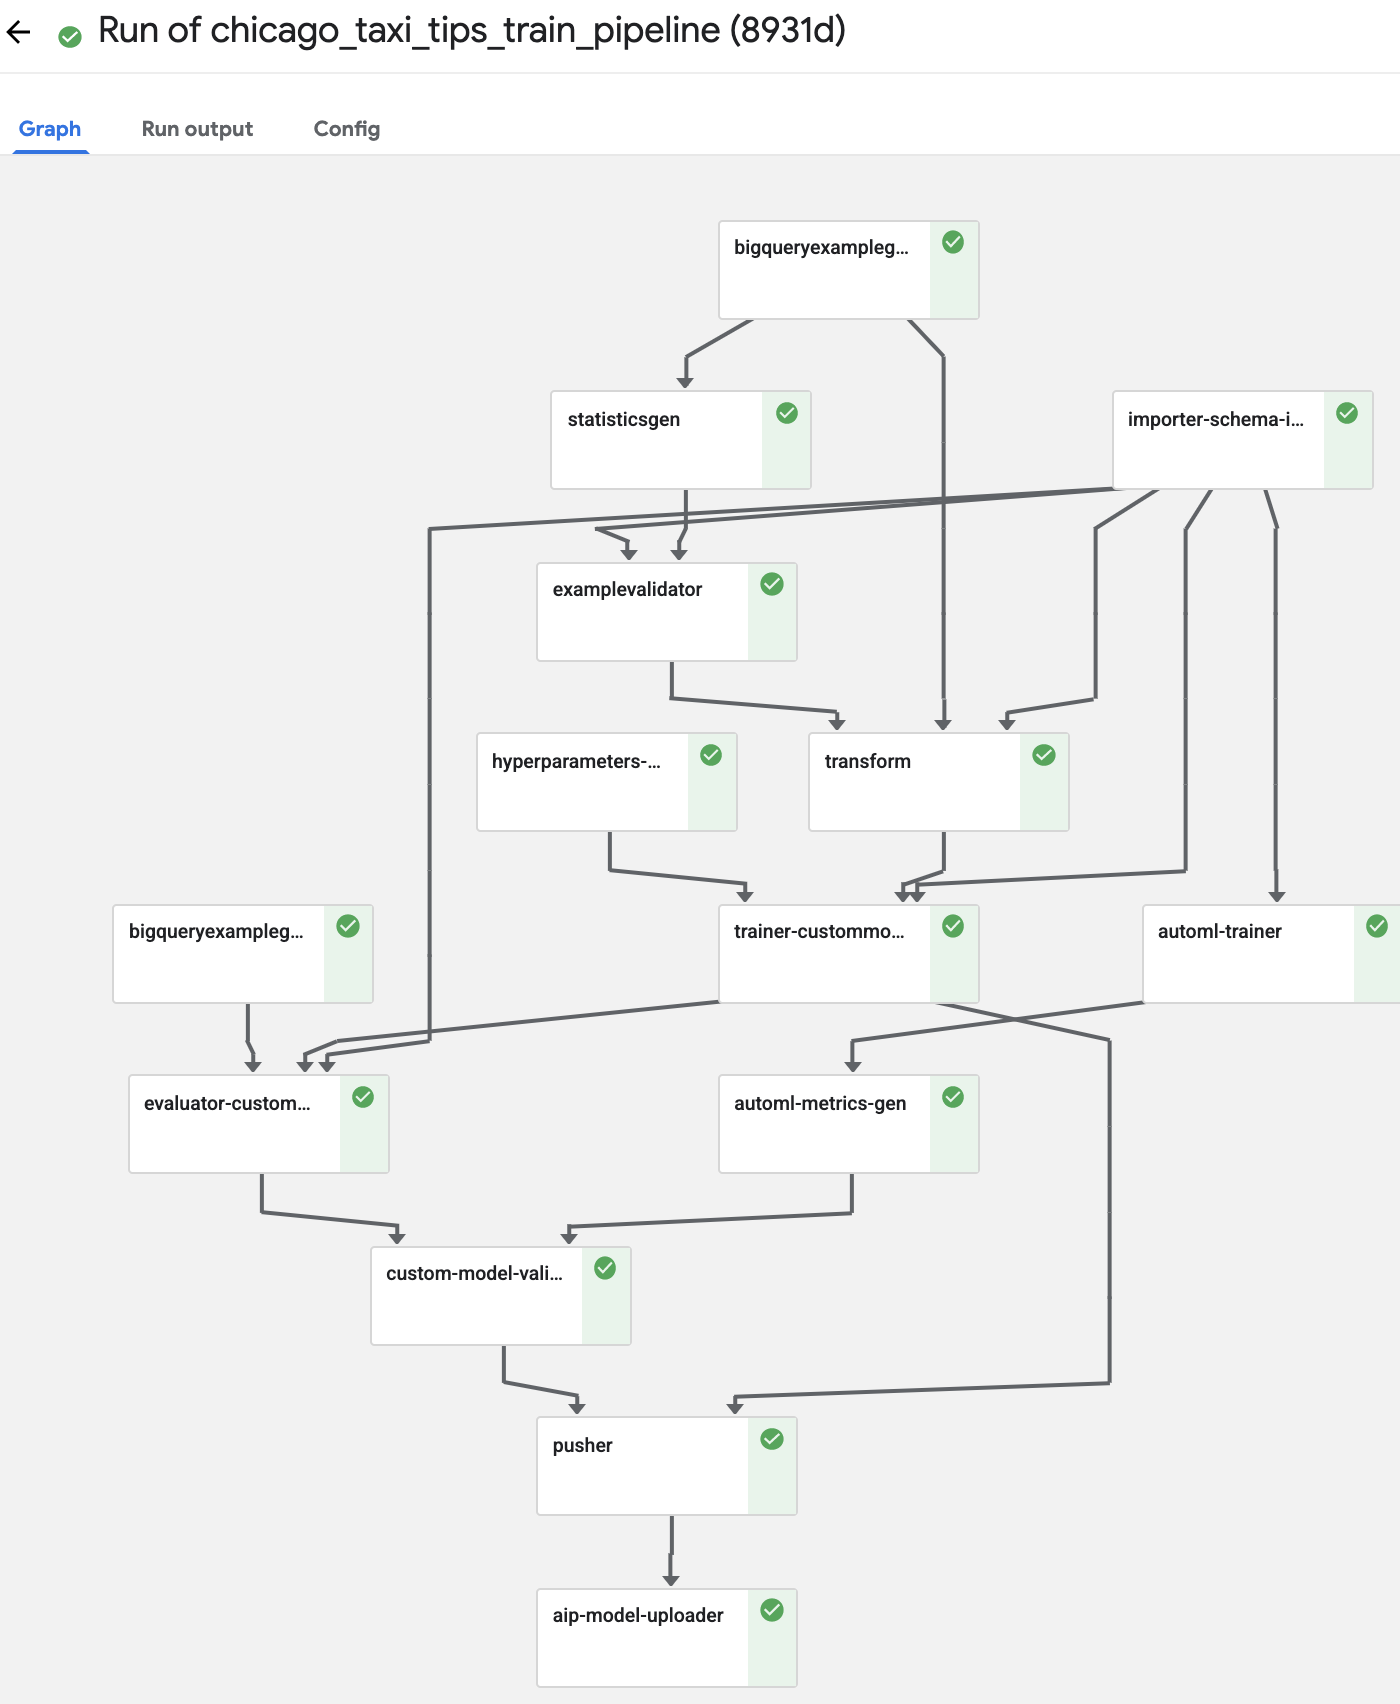 Run of chicago_taxi_tips_train_pipeline (8931d)
Graph Run output Config
bigqueryexampleg...
statisticsgen
importer-schema-i...
examplevalidator
hyperparameters-...
transform
bigqueryexampleg...
trainer-custommo...
automl-trainer
evaluator-custom...
automl-metrics-gen
custom-model-vali...
pusher
aip-model-uploader